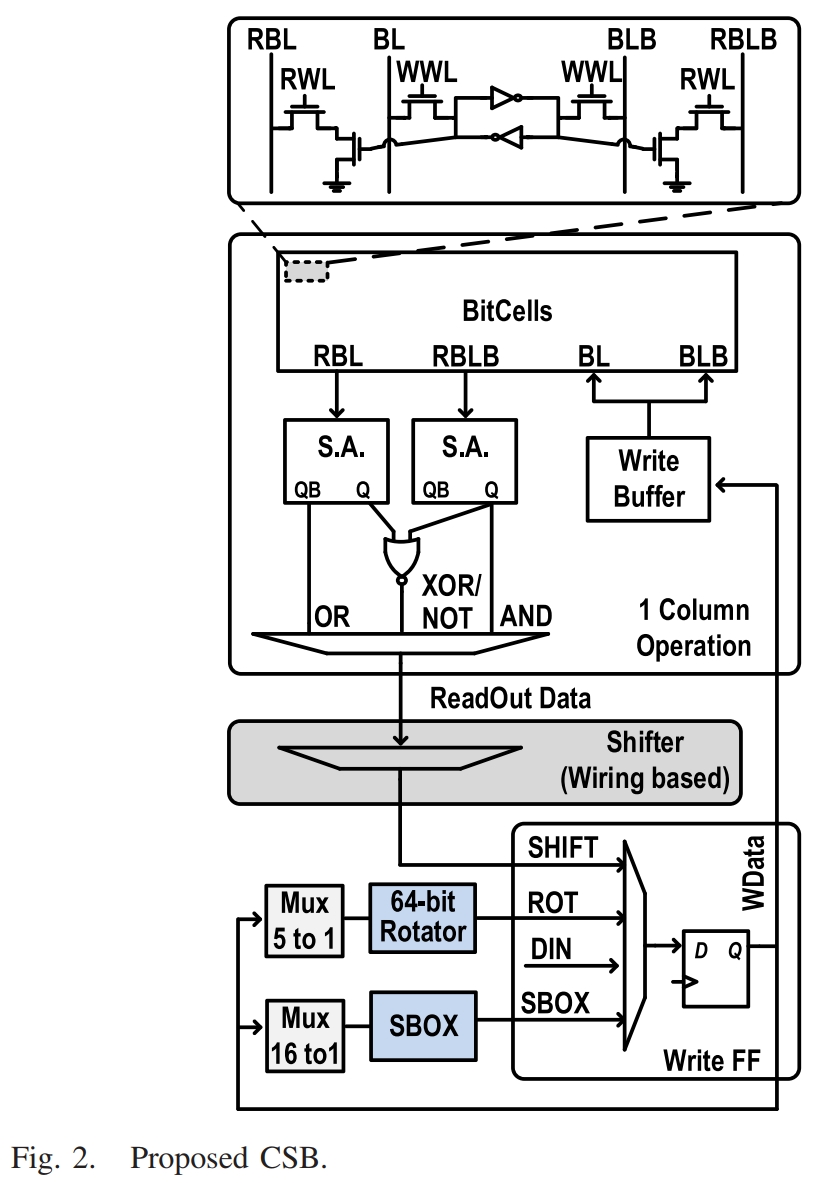 RBL BL BLB RBLB
RWL WWL WWL RWL
BitCells
RBL RBLB BL BLB
S.A. S.A.
QB Q QB Q
Write
Buffer
OR
XOR/
NOT
AND
1 Column
Operation
ReadOut Data
Shifter
(Wiring based)
SHIFT
WData
Mux
5 to 1
64-bit
Rotator
ROT
DIN
D Q
SBOX
Mux
16 to1
SBOX
Write FF
Fig. 2. Proposed CSB.